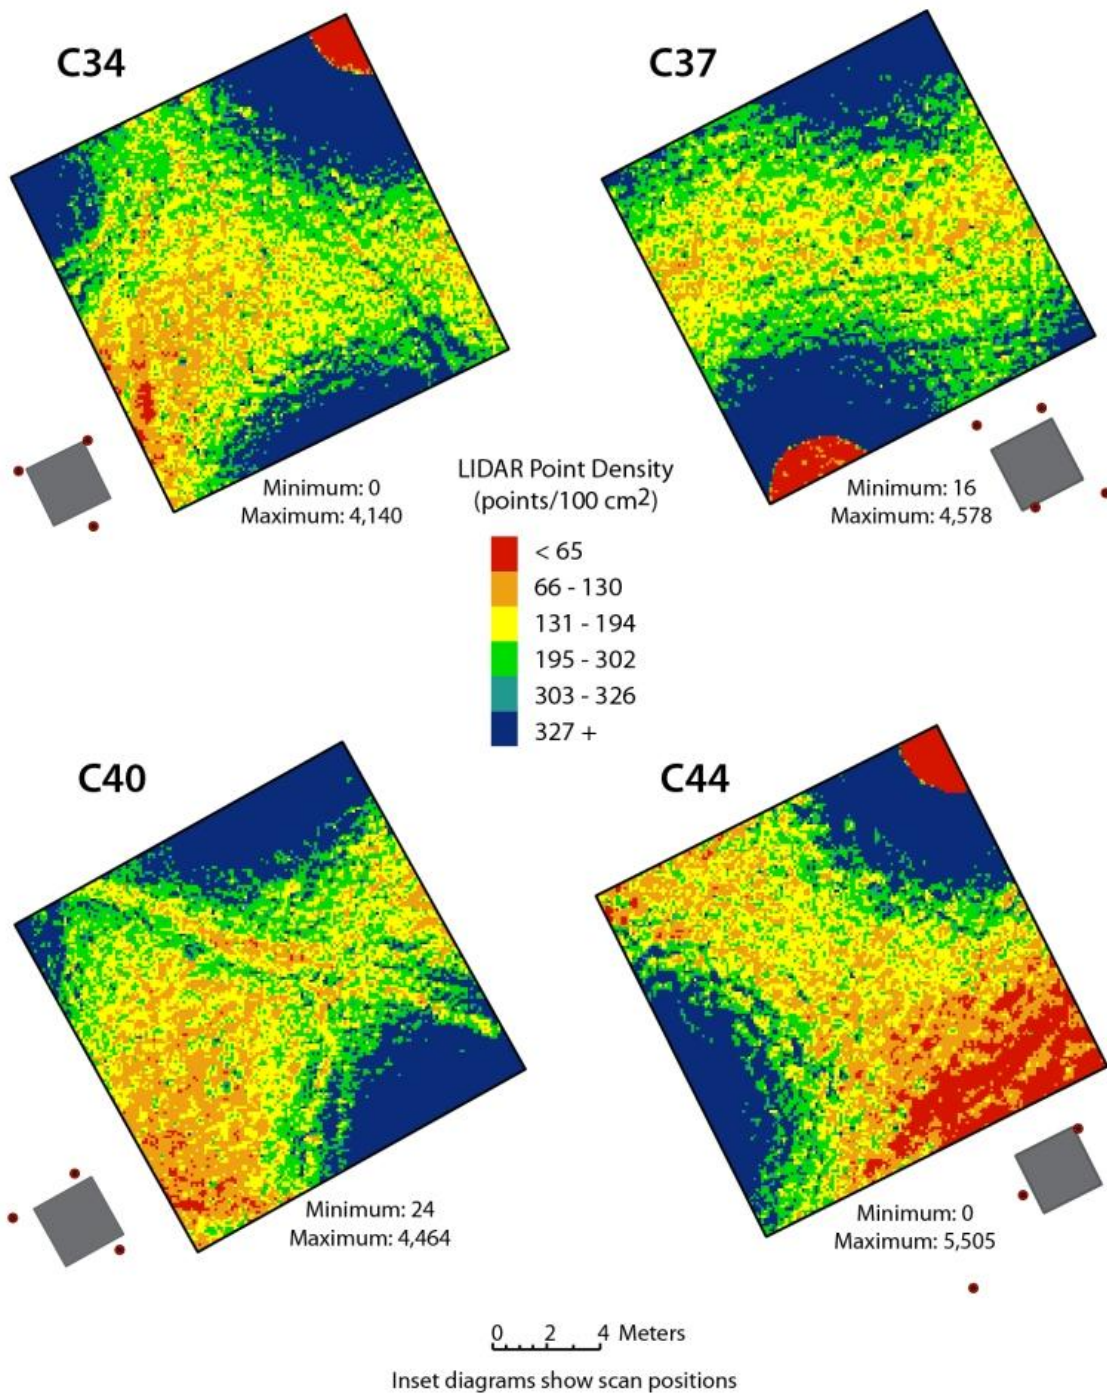 C34
C37
Minimum: 0
Maximum: 4,140
LIDAR Point Density
(points/100 cm2)
Minimum: 16
Maximum: 4,578
< 65
66 - 130
131 - 194
195 - 302
303 - 326
327 +
C40
C44
Minimum: 24
Maximum: 4,464
Minimum: 0
Maximum: 5,505
0 2 4 Meters
Inset diagrams show scan positions